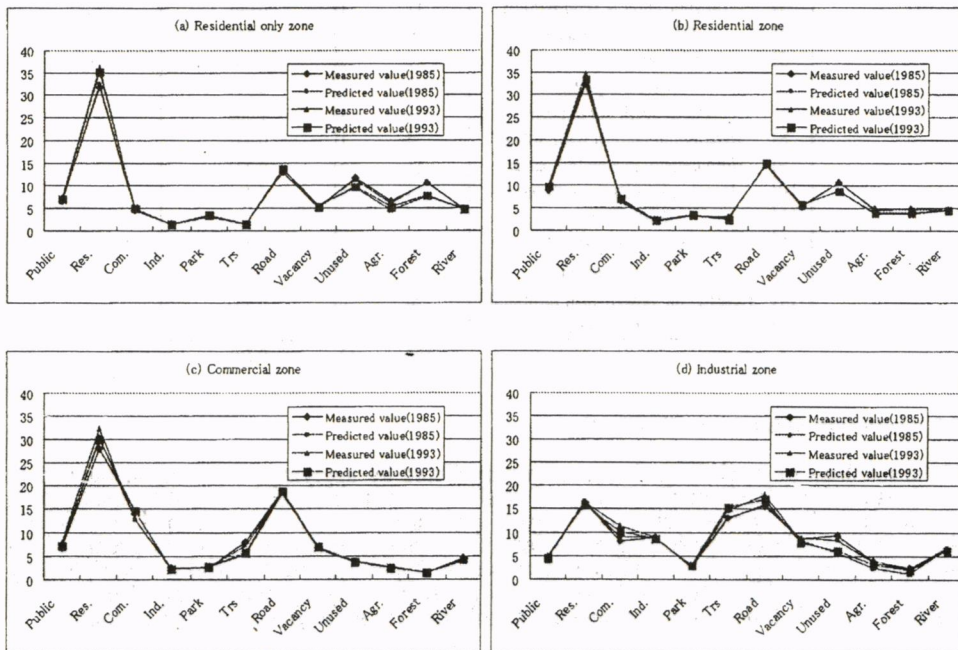 (a) Residential only zone
40
35
30
25
20
15
10
5
0
Measured value(1985)
Predicted value(1985)
Measured value(1993)
Predicted value(1993)
Public Res. Com. Ind. Park Trs Road Vacancy Unused Agr. Forest River
(b) Residential zone
40
35
30
25
20
15
10
5
0
Measured value(1985)
Predicted value(1985)
Measured value(1993)
Predicted value(1993)
Public Res. Com. Ind. Park Trs Road Vacancy Unused Agr. Forest River
(c) Commercial zone
40
35
30
25
20
15
10
5
0
Measured value(1985)
Predicted value(1985)
Measured value(1993)
Predicted value(1993)
Public Res. Com. Ind. Park Trs Road Vacancy Unused Agr. Forest River
(d) Industrial zone
40
35
30
25
20
15
10
5
0
Measured value(1985)
Predicted value(1985)
Measured value(1993)
Predicted value(1993)
Public Res. Com. Ind. Park Trs Road Vacancy Unused Agr. Forest River